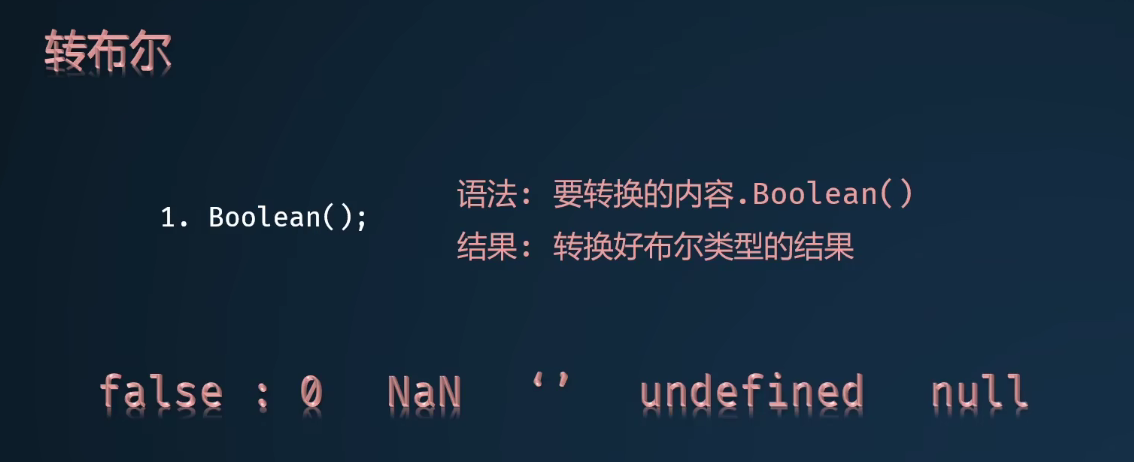 转布尔
1. Boolean();
语法: 要转换的内容.Boolean()
结果: 转换好布尔类型的结果
false : 0 NaN ‘’ undefined null